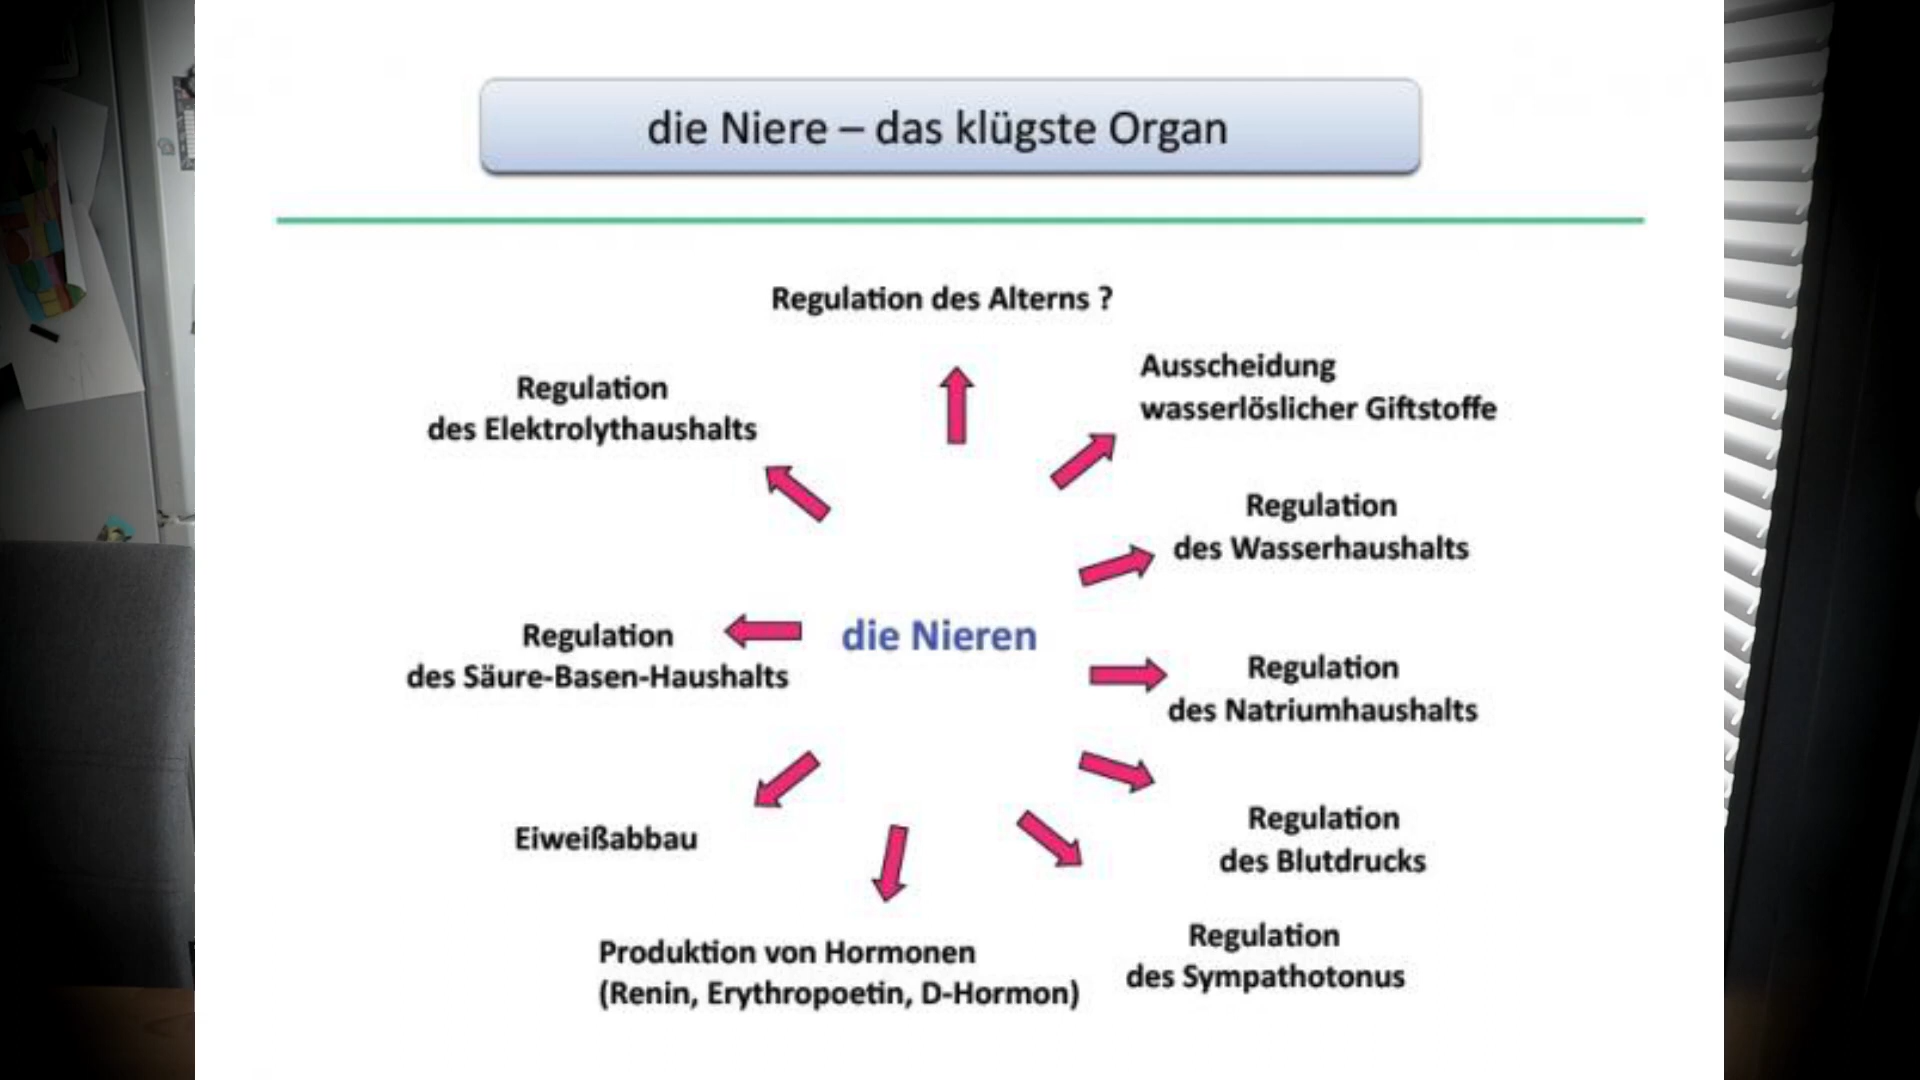 die Niere – das klügste Organ
Regulation des Alterns ?
Ausscheidung
wasserlöslicher Giftstoffe
Regulation
des Elektrolythaushalts
Regulation
des Wasserhaushalts
die Nieren
Regulation
des Säure-Basen-Haushalts
Regulation
des Natriumhaushalts
Eiweißabbau
Regulation
des Blutdrucks
Produktion von Hormonen
(Renin, Erythropoetin, D-Hormon)
Regulation
des Sympathotonus